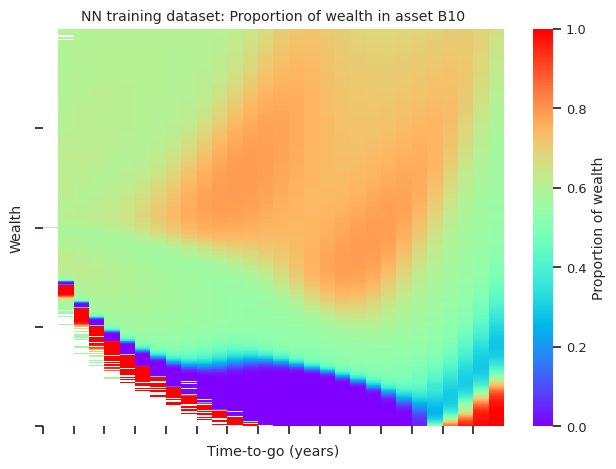 NN training dataset: Proportion of wealth in asset B10
Wealth
Time-to-go (years)
1.0
0.8
0.6
0.4
0.2
0.0
Proportion of wealth